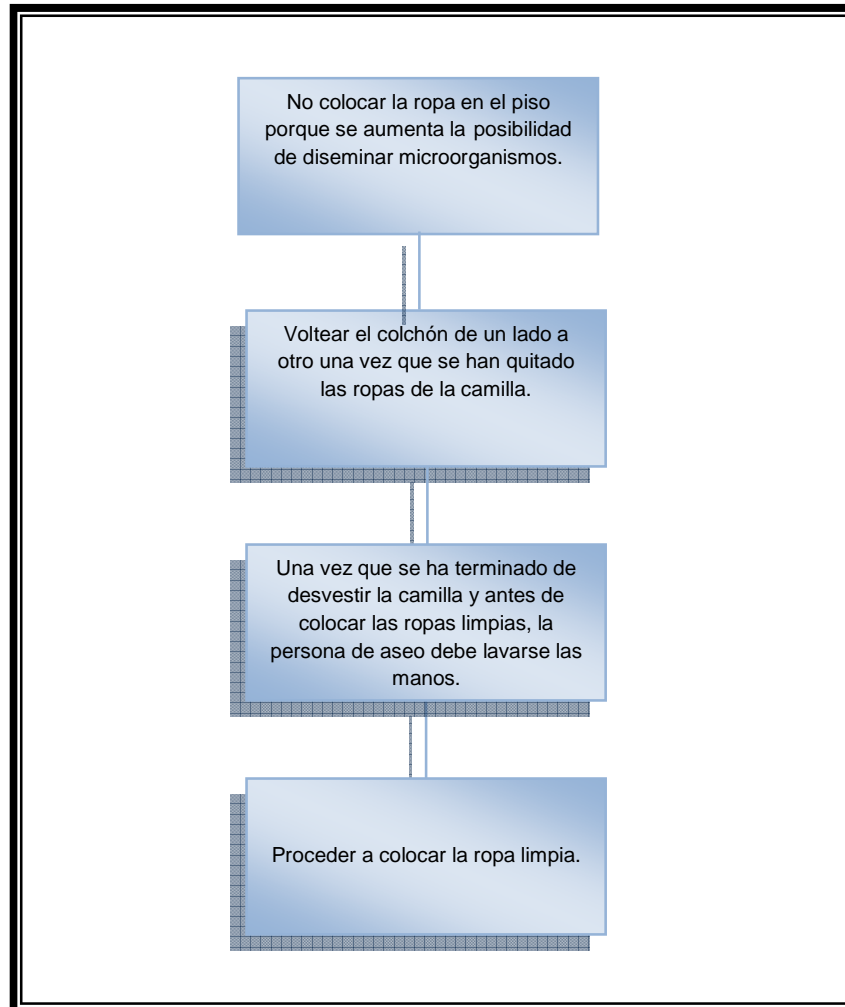 No colocar la ropa en el piso
porque se aumenta la posibilidad
de diseminar microorganismos.
Voltear el colchón de un lado a
otro una vez que se han quitado
las ropas de la camilla.
Una vez que se ha terminado de
desvestir la camilla y antes de
colocar las ropas limpias, la
persona de aseo debe lavarse las
manos.
Proceder a colocar la ropa limpia.